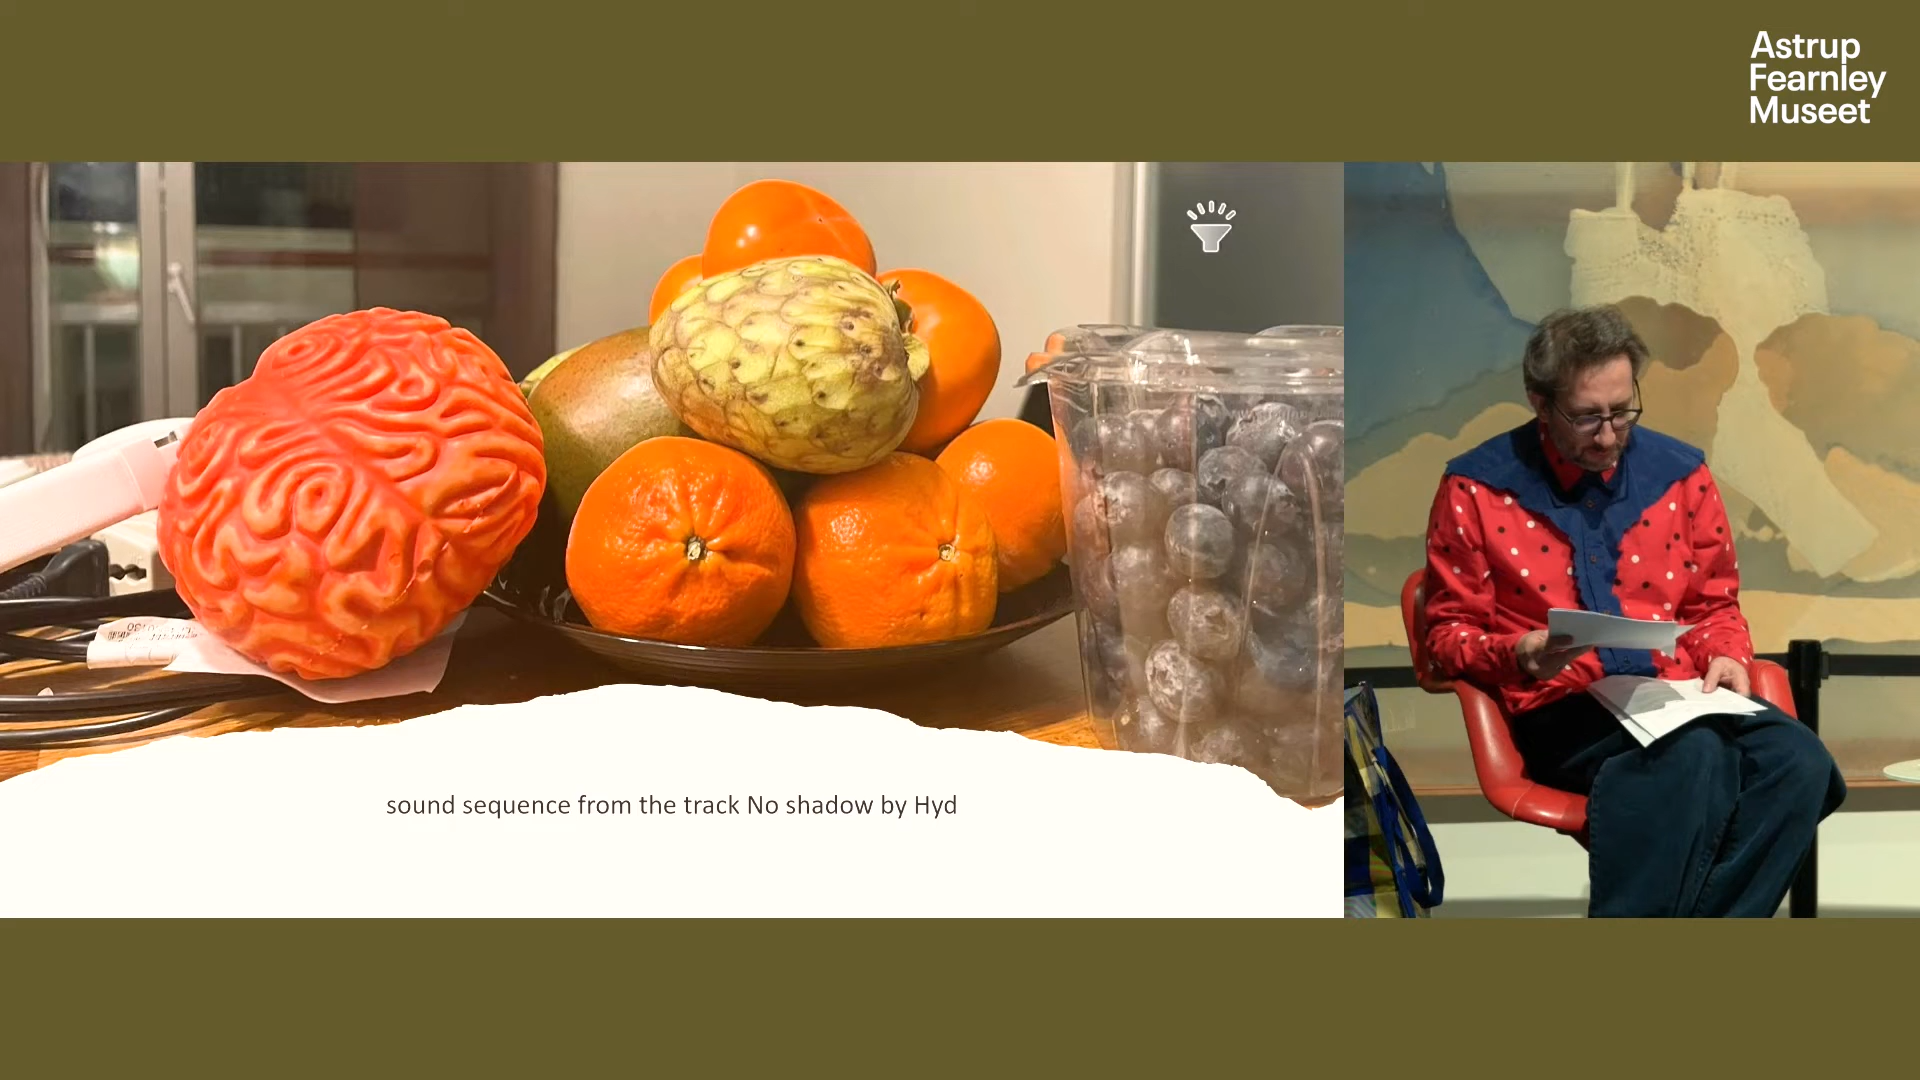 Astrup
Fearnley
Museet
sound sequence from the track No shadow by Hyd